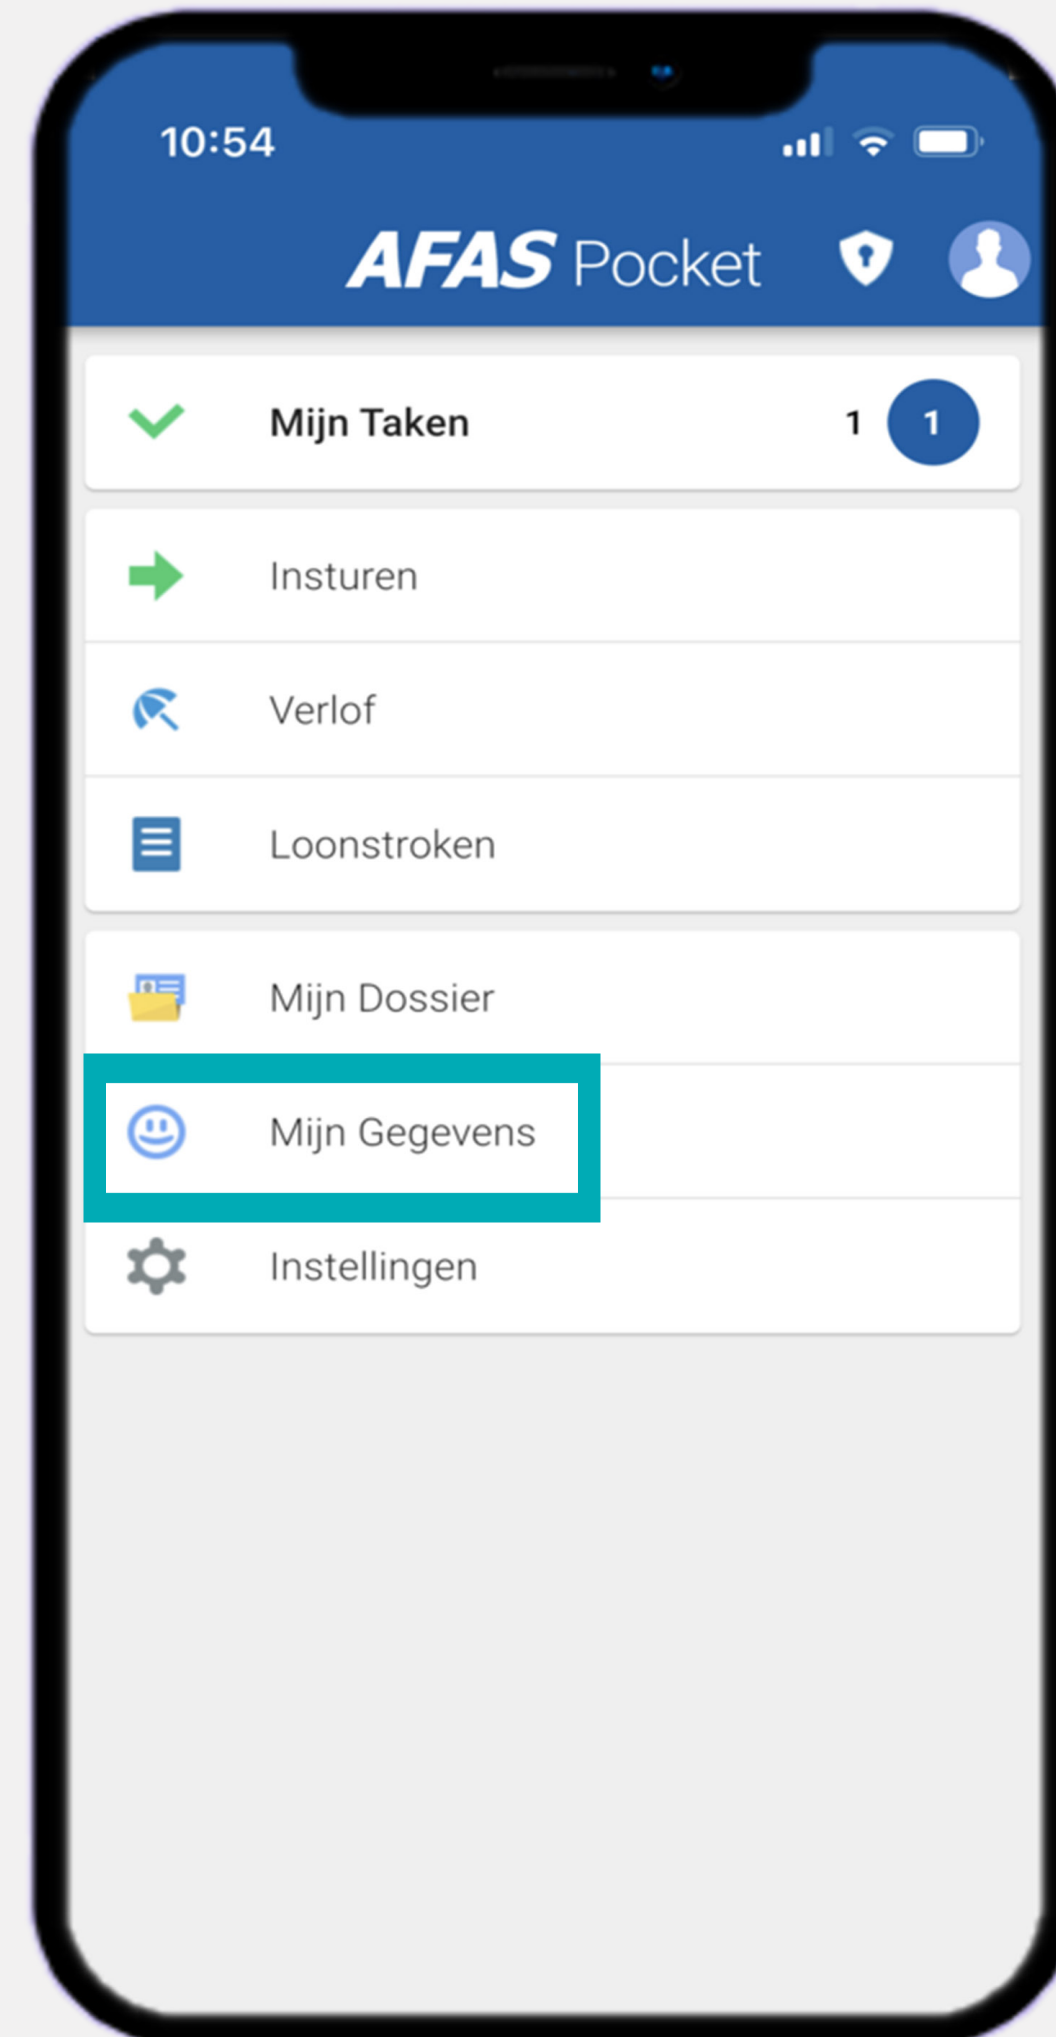 10:54
AFAS Pocket
Mijn Taken 1 1
Insturen
Verlof
Loonstroken
Mijn Dossier
Mijn Gegevens
Instellingen